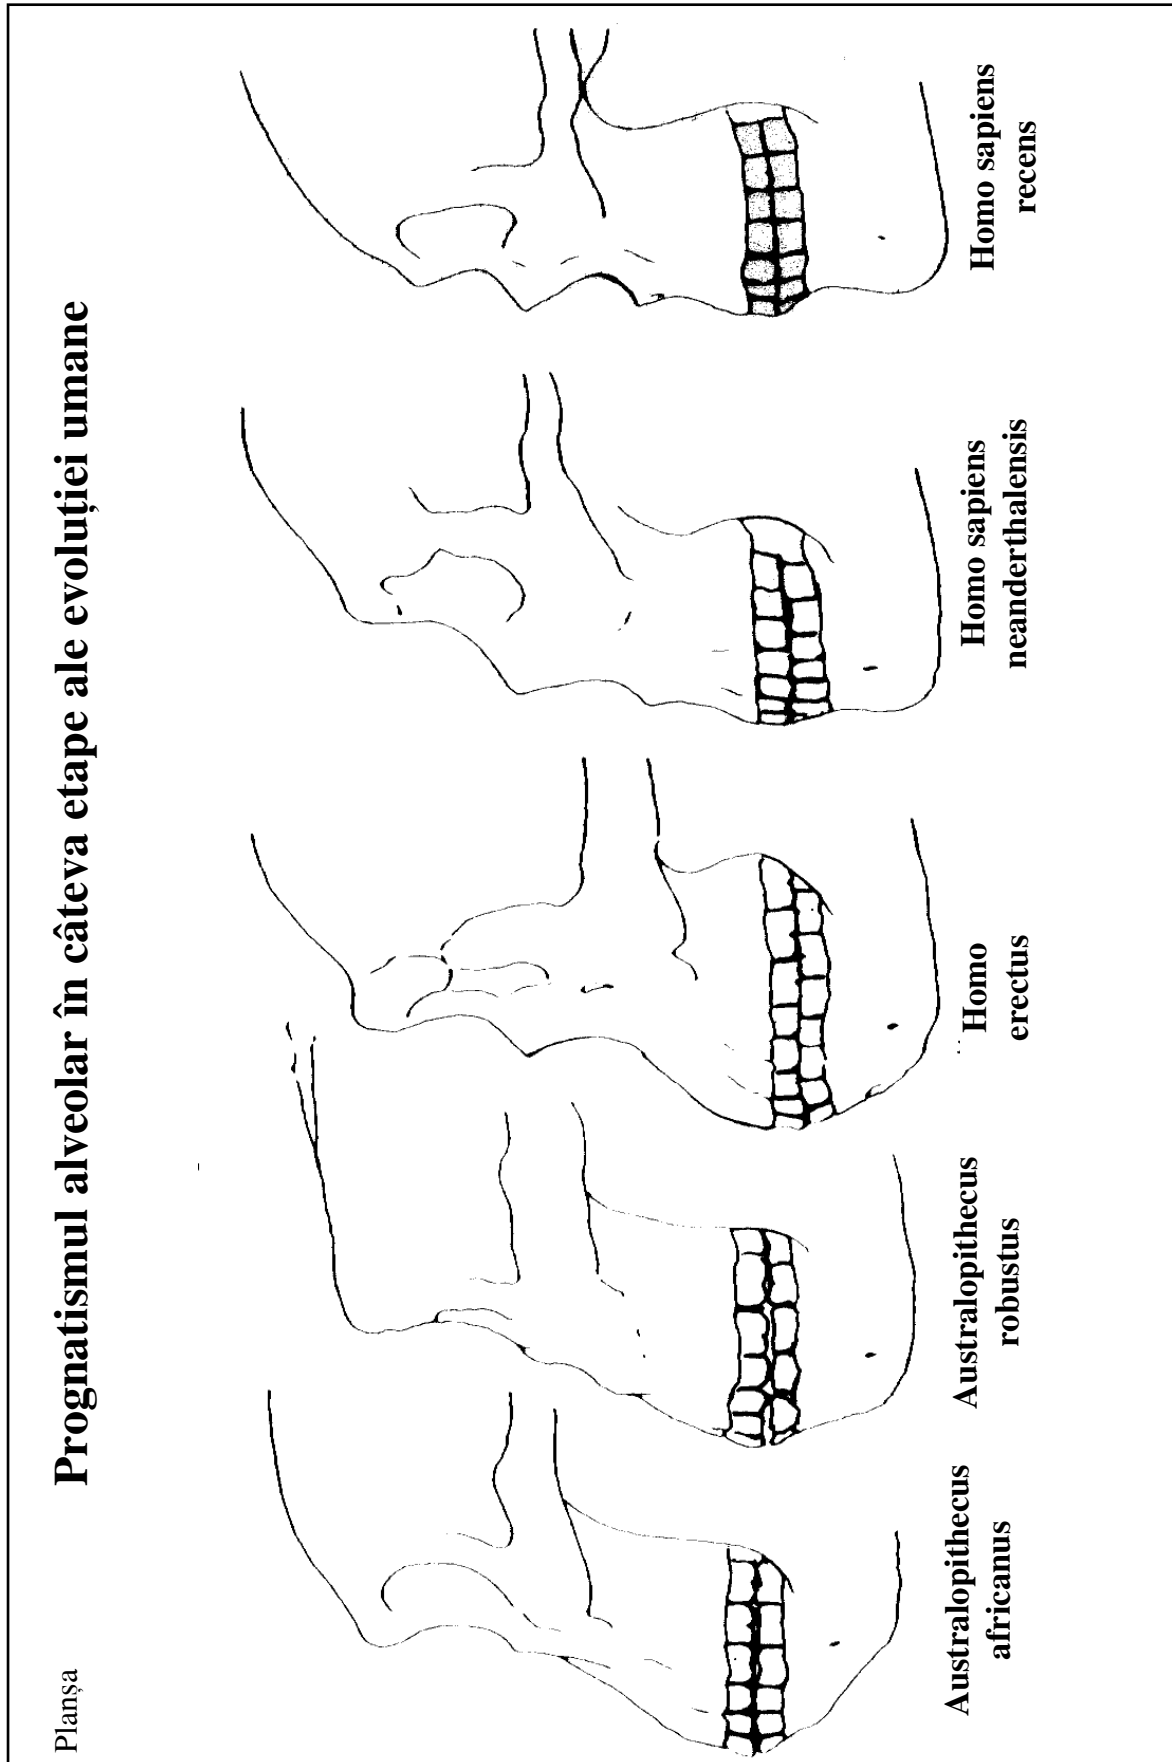 Planșa
Prognatismul alveolar în câteva etape ale evoluției umane
Australopithecus
africanus
Australopithecus
robustus
Homo
erectus
Homo sapiens
neanderthalensis
Homo sapiens
recens